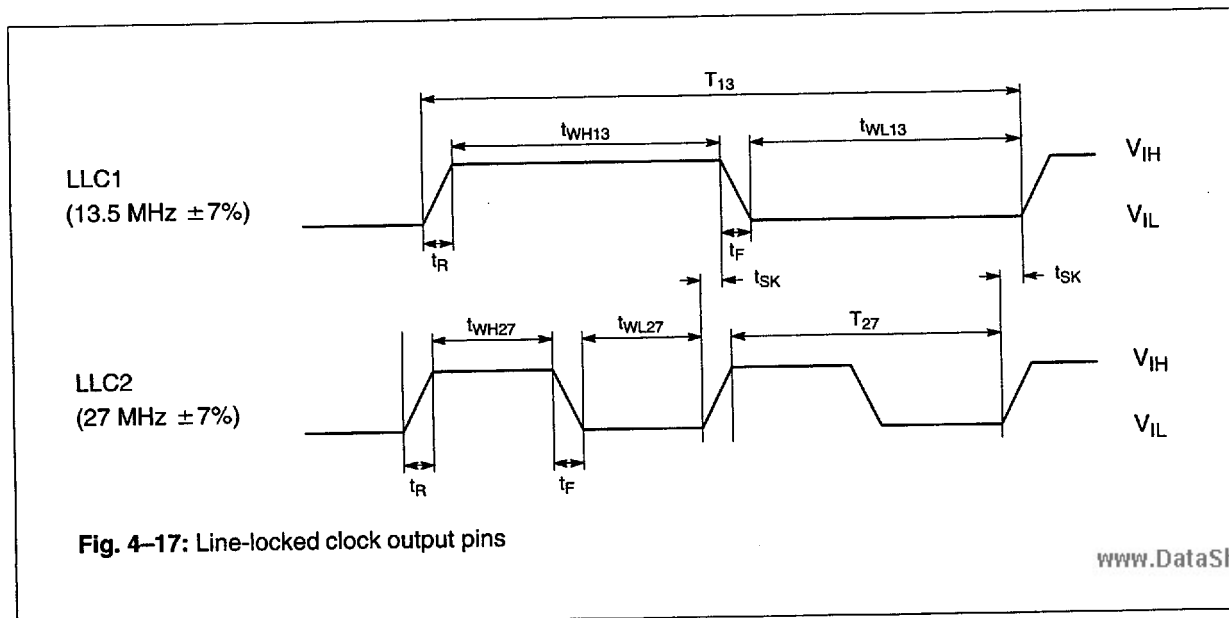 T13
tWH13
tWL13
VIH
LLC1
(13.5 MHz ±7%)
VIL
tR
tF
tSK
tSK
tWH27
tWL27
T27
VIH
LLC2
(27 MHz ±7%)
VIL
tR
tF
Fig. 4–17: Line-locked clock output pins
www.DataSh